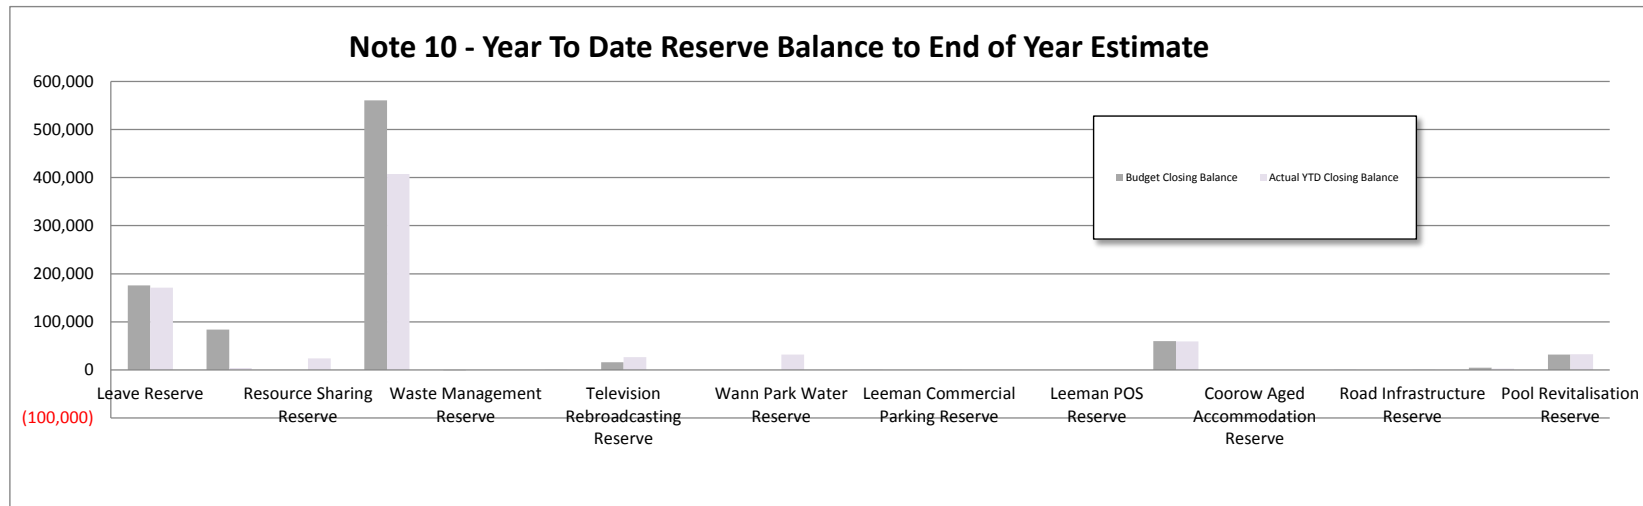 Note 10 - Year To Date Reserve Balance to End of Year Estimate
600,000
500,000
400,000
300,000
200,000
100,000
0
(100,000)
Budget Closing Balance Actual YTD Closing Balance
Leave Reserve
Resource Sharing
Reserve
Waste Management
Reserve
Television
Rebroadcasting
Reserve
Wann Park Water
Reserve
Leeman Commercial
Parking Reserve
Leeman POS
Reserve
Coorow Aged
Accommodation
Reserve
Road Infrastructure
Reserve
Pool Revitalisation
Reserve